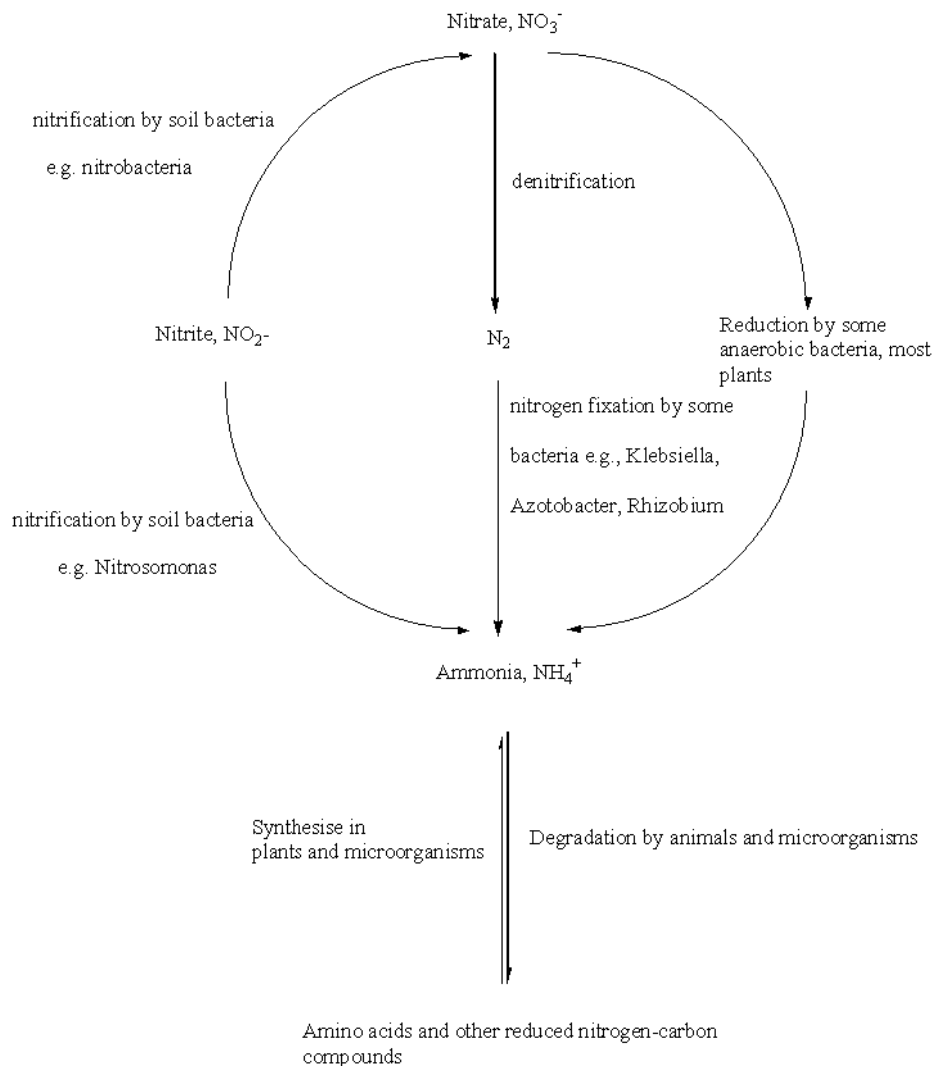 Nitrate, NO3-
nitrification by soil bacteria
e.g. nitrobacteria
denitrification
Nitrite, NO2-
N2
Reduction by some
anaerobic bacteria, most
plants
nitrogen fixation by some
bacteria e.g., Klebsiella,
Azotobacter, Rhizobium
nitrification by soil bacteria
e.g. Nitrosomonas
Ammonia, NH4+
Synthesise in
plants and microorganisms
Degradation by animals and microorganisms
Amino acids and other reduced nitrogen-carbon
compounds